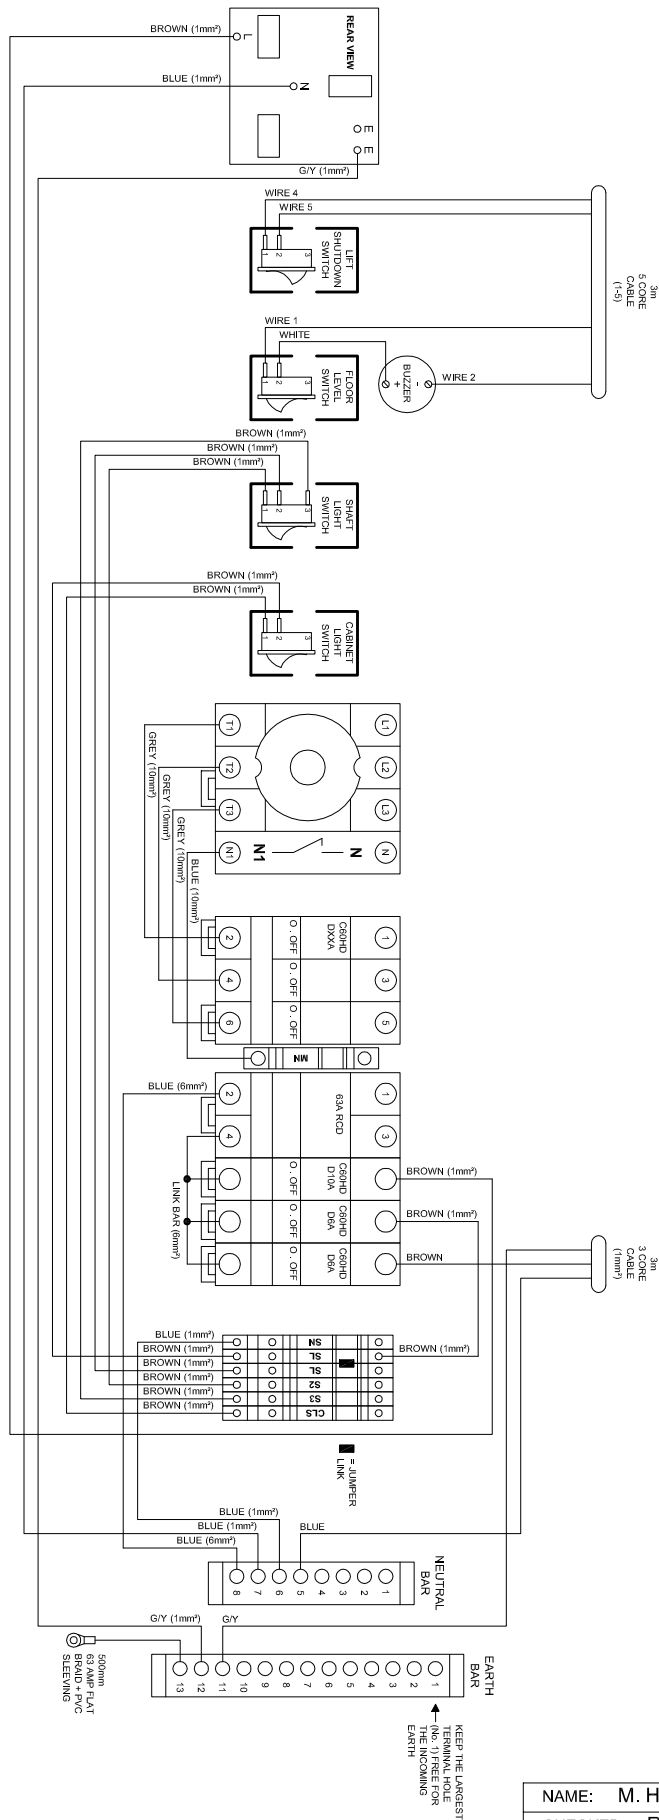 BROWN (1mm²)
L
REAR VIEW
BLUE (1mm²)
N
E
E
G/Y (1mm²)
WIRE 4
WIRE 5
LIFT
SHUTDOWN
SWITCH
1
2
3
3m
5 CORE
CABLE
(1-5)
WIRE 1
WHITE
FLOOR
LEVEL
SWITCH
1
2
3
BUZZER
+
-
WIRE 2
BROWN (1mm²)
BROWN (1mm²)
BROWN (1mm²)
SHAFT
LIGHT
SWITCH
1
2
3
BROWN (1mm²)
BROWN (1mm²)
CABINET
LIGHT
SWITCH
1
2
3
T1
L1
T2
L2
T3
L3
N1
N1
N
N
GREY (10mm²)
GREY (10mm²)
GREY (10mm²)
BLUE (10mm²)
2
O . OFF
C60HD
DXXA
1
4
O . OFF
3
6
O . OFF
5
MN
BLUE (6mm²)
2
63A RCD
1
4
3
O . OFF
C60HD
D10A
BROWN (1mm²)
O . OFF
C60HD
D6A
BROWN (1mm²)
O . OFF
C60HD
D6A
BROWN
LINK BAR (6mm²)
3m
3 CORE
CABLE
(1mm²)
BLUE (1mm²)
SN
BROWN (1mm²)
SL
BROWN (1mm²)
BROWN (1mm²)
SL
BROWN (1mm²)
S2
BROWN (1mm²)
S3
BROWN (1mm²)
CLS
= JUMPER
LINK
BLUE (1mm²)
BLUE (1mm²)
BLUE (6mm²)
BLUE
NEUTRAL
BAR
8
7
6
5
4
3
2
1
G/Y (1mm²)
G/Y
EARTH
BAR
13
12
11
10
9
8
7
6
5
4
3
2
1
500mm
63 AMP FLAT
BRAID + PVC
SLEEVING
KEEP THE LARGEST
TERMINAL HOLE
(No. 1) FREE FOR
THE INCOMING
EARTH
NAME: M. H